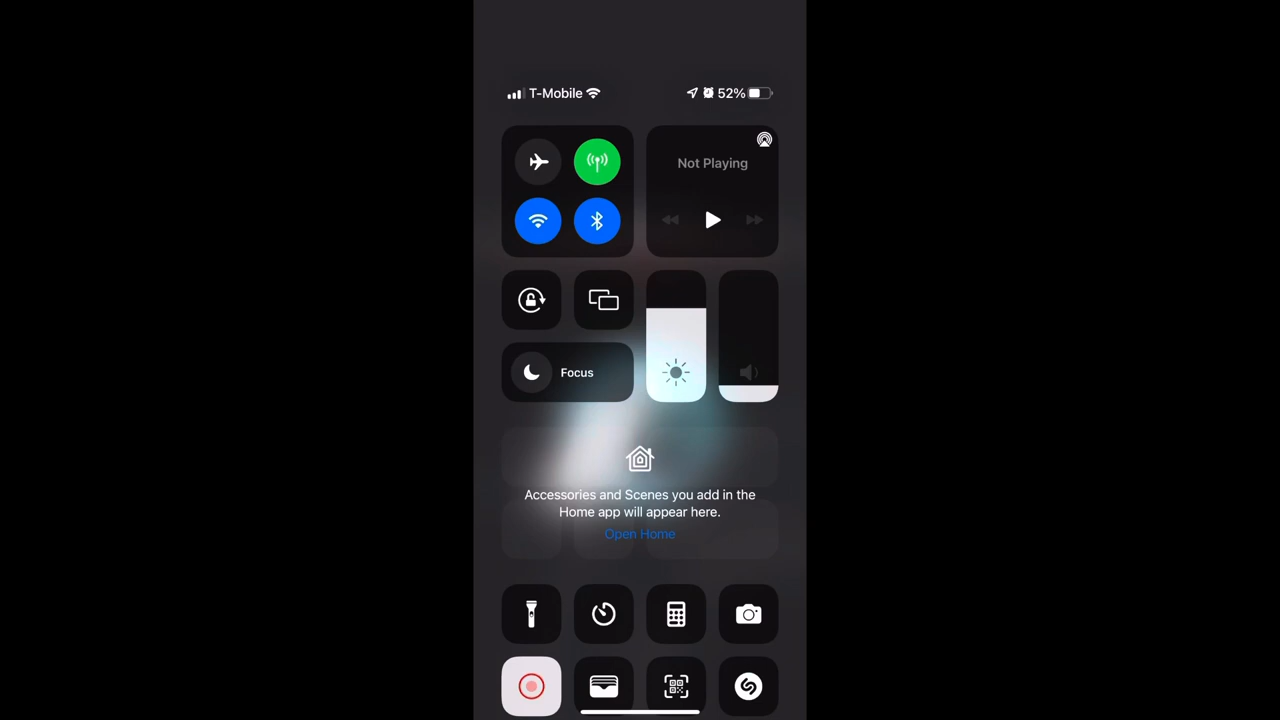 T-Mobile 52%
Not Playing
Focus
Accessories and Scenes you add in the
Home app will appear here.
Open Home